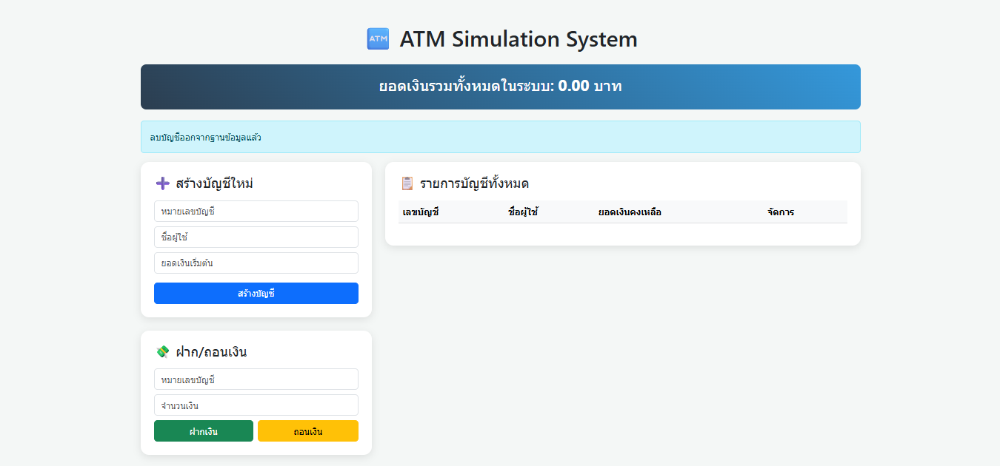 ATM ATM Simulation System
ยอดเงินรวมทั้งหมดในระบบ: 0.00 บาท
ลบบัญชีออกจากฐานข้อมูลแล้ว
สร้างบัญชีใหม่
หมายเลขบัญชี
ชื่อผู้ใช้
ยอดเงินเริ่มต้น
สร้างบัญชี
ฝาก/ถอนเงิน
หมายเลขบัญชี
จำนวนเงิน
ฝากเงิน ถอนเงิน
รายการบัญชีทั้งหมด
เลขบัญชี ชื่อผู้ใช้ ยอดเงินคงเหลือ จัดการ